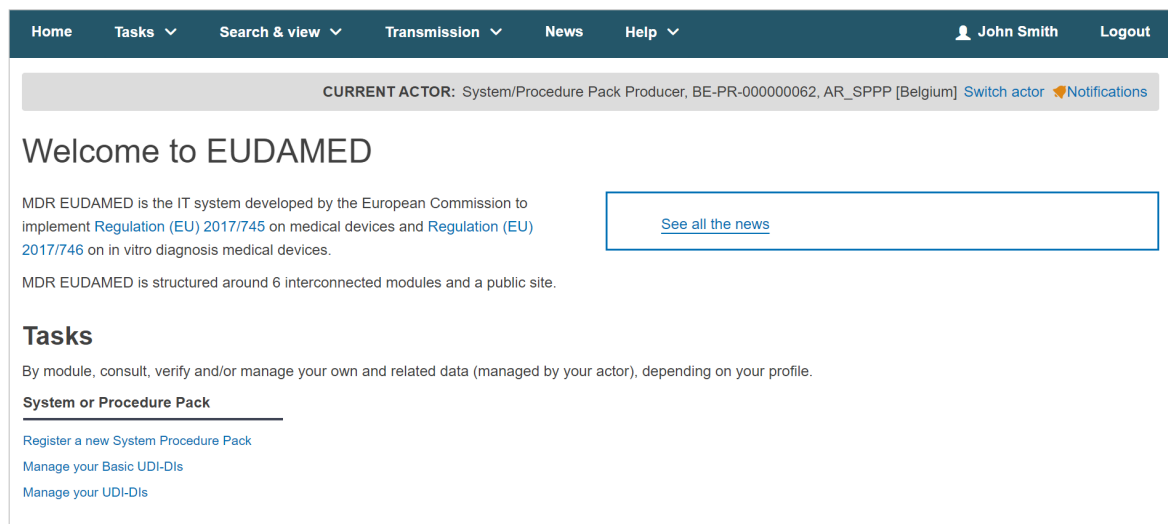 Home Tasks Search & view Transmission News Help John Smith Logout
CURRENT ACTOR: System/Procedure Pack Producer, BE-PR-000000062, AR_SPPP [Belgium] Switch actor Notifications
Welcome to EUDAMED
MDR EUDAMED is the IT system developed by the European Commission to
implement Regulation (EU) 2017/745 on medical devices and Regulation (EU)
2017/746 on in vitro diagnosis medical devices.
MDR EUDAMED is structured around 6 interconnected modules and a public site.
See all the news
Tasks
By module, consult, verify and/or manage your own and related data (managed by your actor), depending on your profile.
System or Procedure Pack
Register a new System Procedure Pack
Manage your Basic UDI-DIs
Manage your UDI-DIs